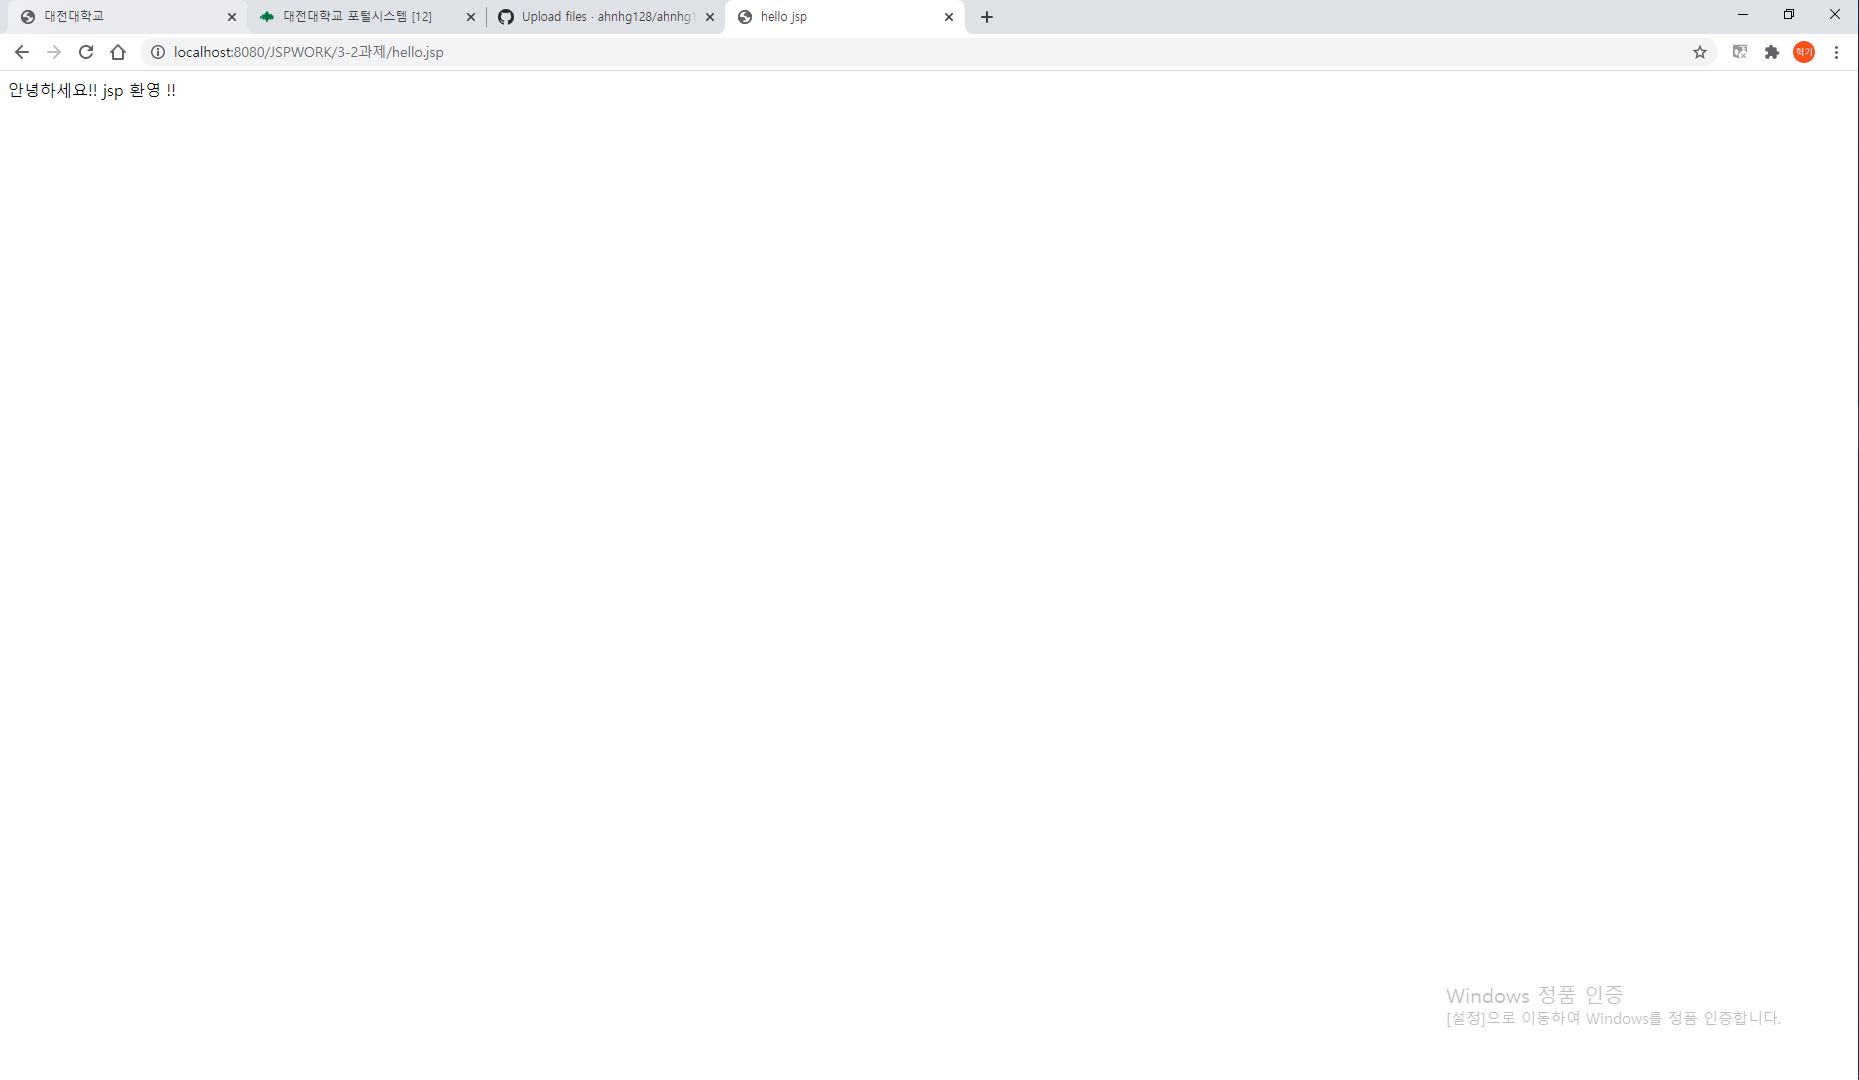 대전대학교
대전대학교 포털시스템 [12]
Upload files · ahnhg128/ahnhg1
hello jsp
localhost:8080/JSPWORK/3-2과제/hello.jsp
혁기
안녕하세요!! jsp 환영 !!
Windows 정품 인증
[설정]으로 이동하여 Windows를 정품 인증합니다.